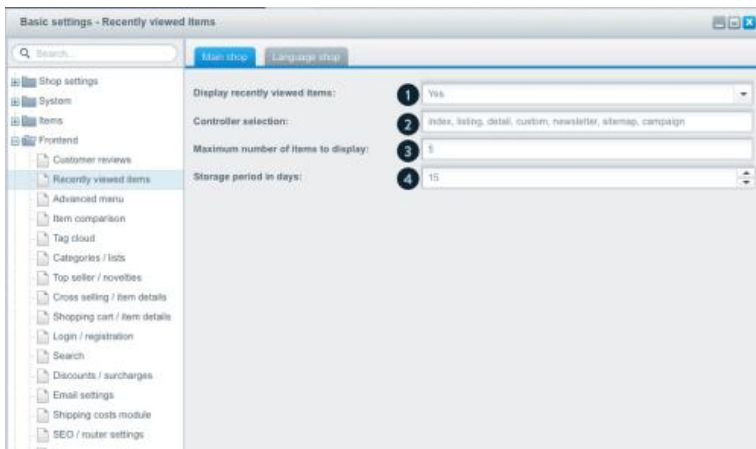 Basic settings - Recently viewed items
Search...
Main shop
Language shop
Shop settings
System
Items
Frontend
Customer reviews
Recently viewed items
Advanced menu
Item comparison
Tag cloud
Categories / lists
Top seller / novelties
Cross selling / item details
Shopping cart / item details
Login / registration
Search
Discounts / surcharges
Email settings
Shipping costs module
SEO / router settings
Display recently viewed items: 1 Yes
Controller selection: 2 index, listing, detail, custom, newsletter, sitemap, campaign
Maximum number of items to display: 3 5
Storage period in days: 4 15